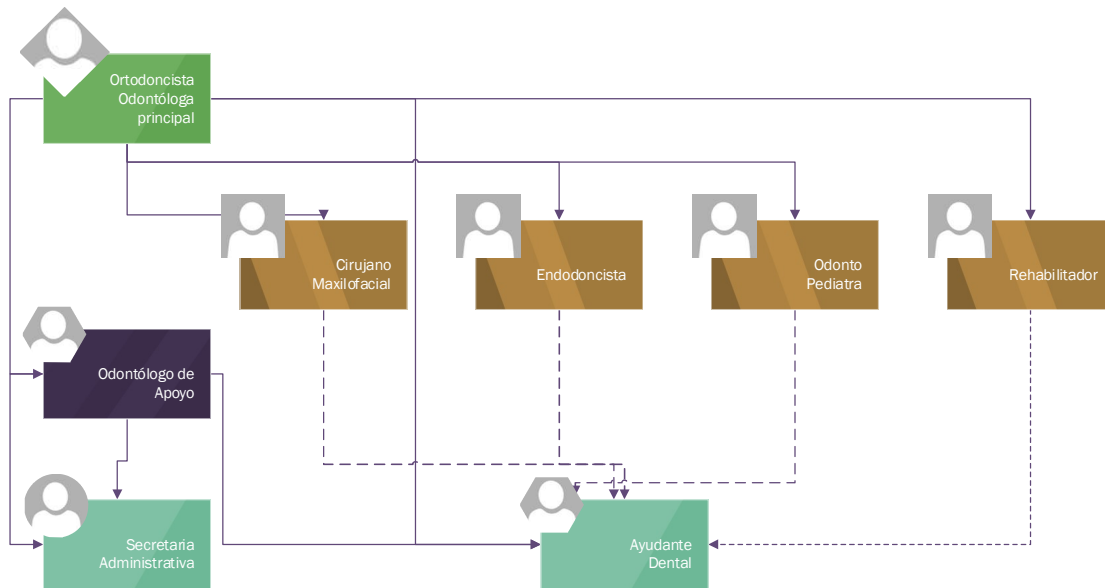 Ortodoncista
Odontóloga
principal
Cirujano
Maxilofacial
Endodoncista
Odonto
Pediatra
Rehabilitador
Odontólogo de
Apoyo
Secretaria
Administrativa
Ayudante
Dental